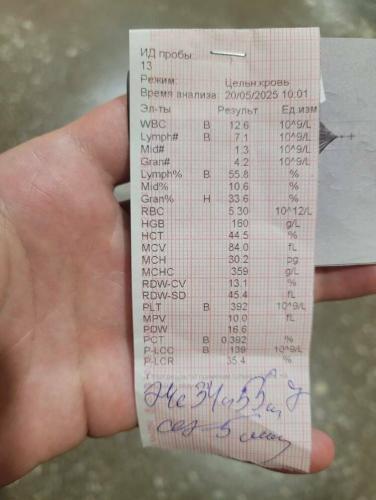 ИД пробы:
13
Режим: Цельн.кровь
Время анализа: 20/05/2025 10:01
Эл-ты Результ Ед.изм
WBC В 12.6 10^9/L
Lymph# В 7.1 10^9/L
Mid# 1.3 10^9/L
Gran# 4.2 10^9/L
Lymph% В 55.8 %
Mid% 10.6 %
Gran% Н 33.6 %
RBC 5.30 10^12/L
HGB 160 g/L
HCT 44.5 %
MCV 84.0 fL
MCH 30.2 pg
MCHC 359 g/L
RDW-CV 13.1 %
RDW-SD 45.4 fL
PLT В 392 10^9/L
MPV 10.0 fL
PDW 16.6
PCT В 0.392 %
P-LCC В 139 10^9/L
P-LCR 35.4 %